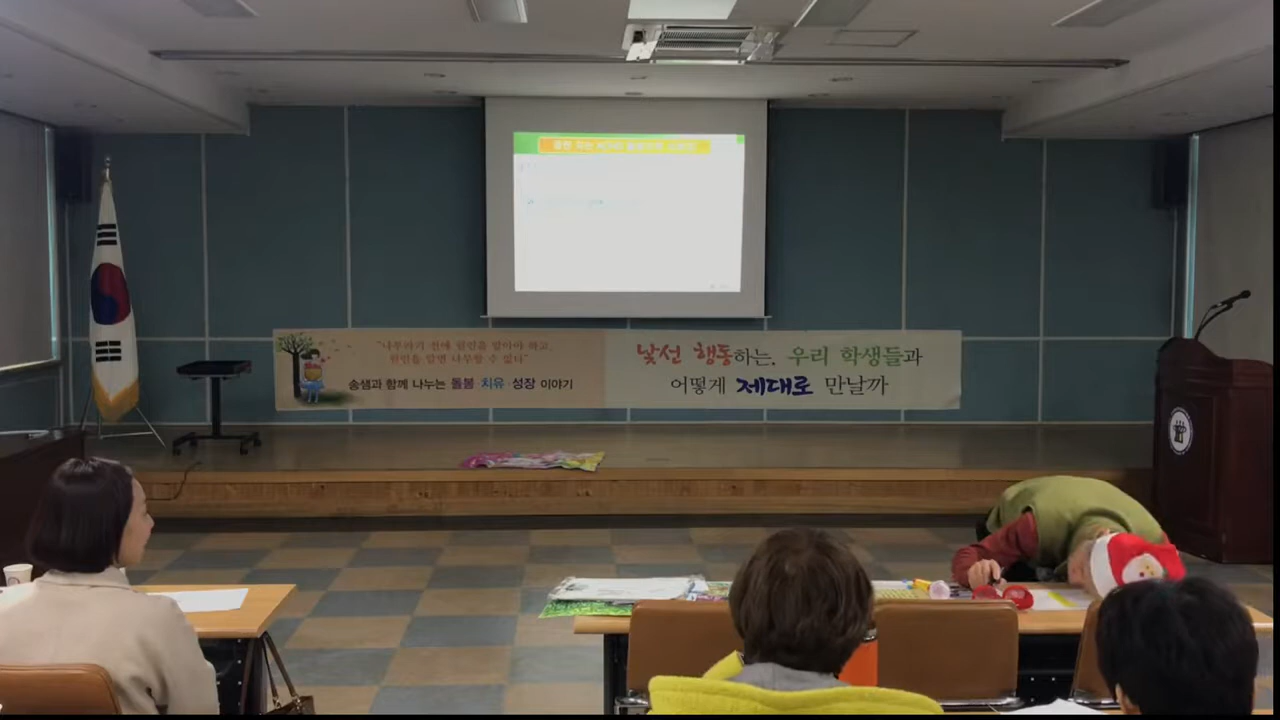 "나무라기 전에 원인을 알아야 하고,
원인을 알면 나무랄 수 없다"
송샘과 함께 나누는 돌봄·치유·성장 이야기
낯선 행동하는, 우리 학생들과
어떻게 제대로 만날까